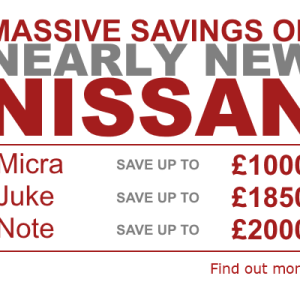 MASSIVE SAVINGS O
NEARLY NEW
NISSAN
Micra SAVE UP TO £1000
Juke SAVE UP TO £1850
Note SAVE UP TO £2000
Find out mor